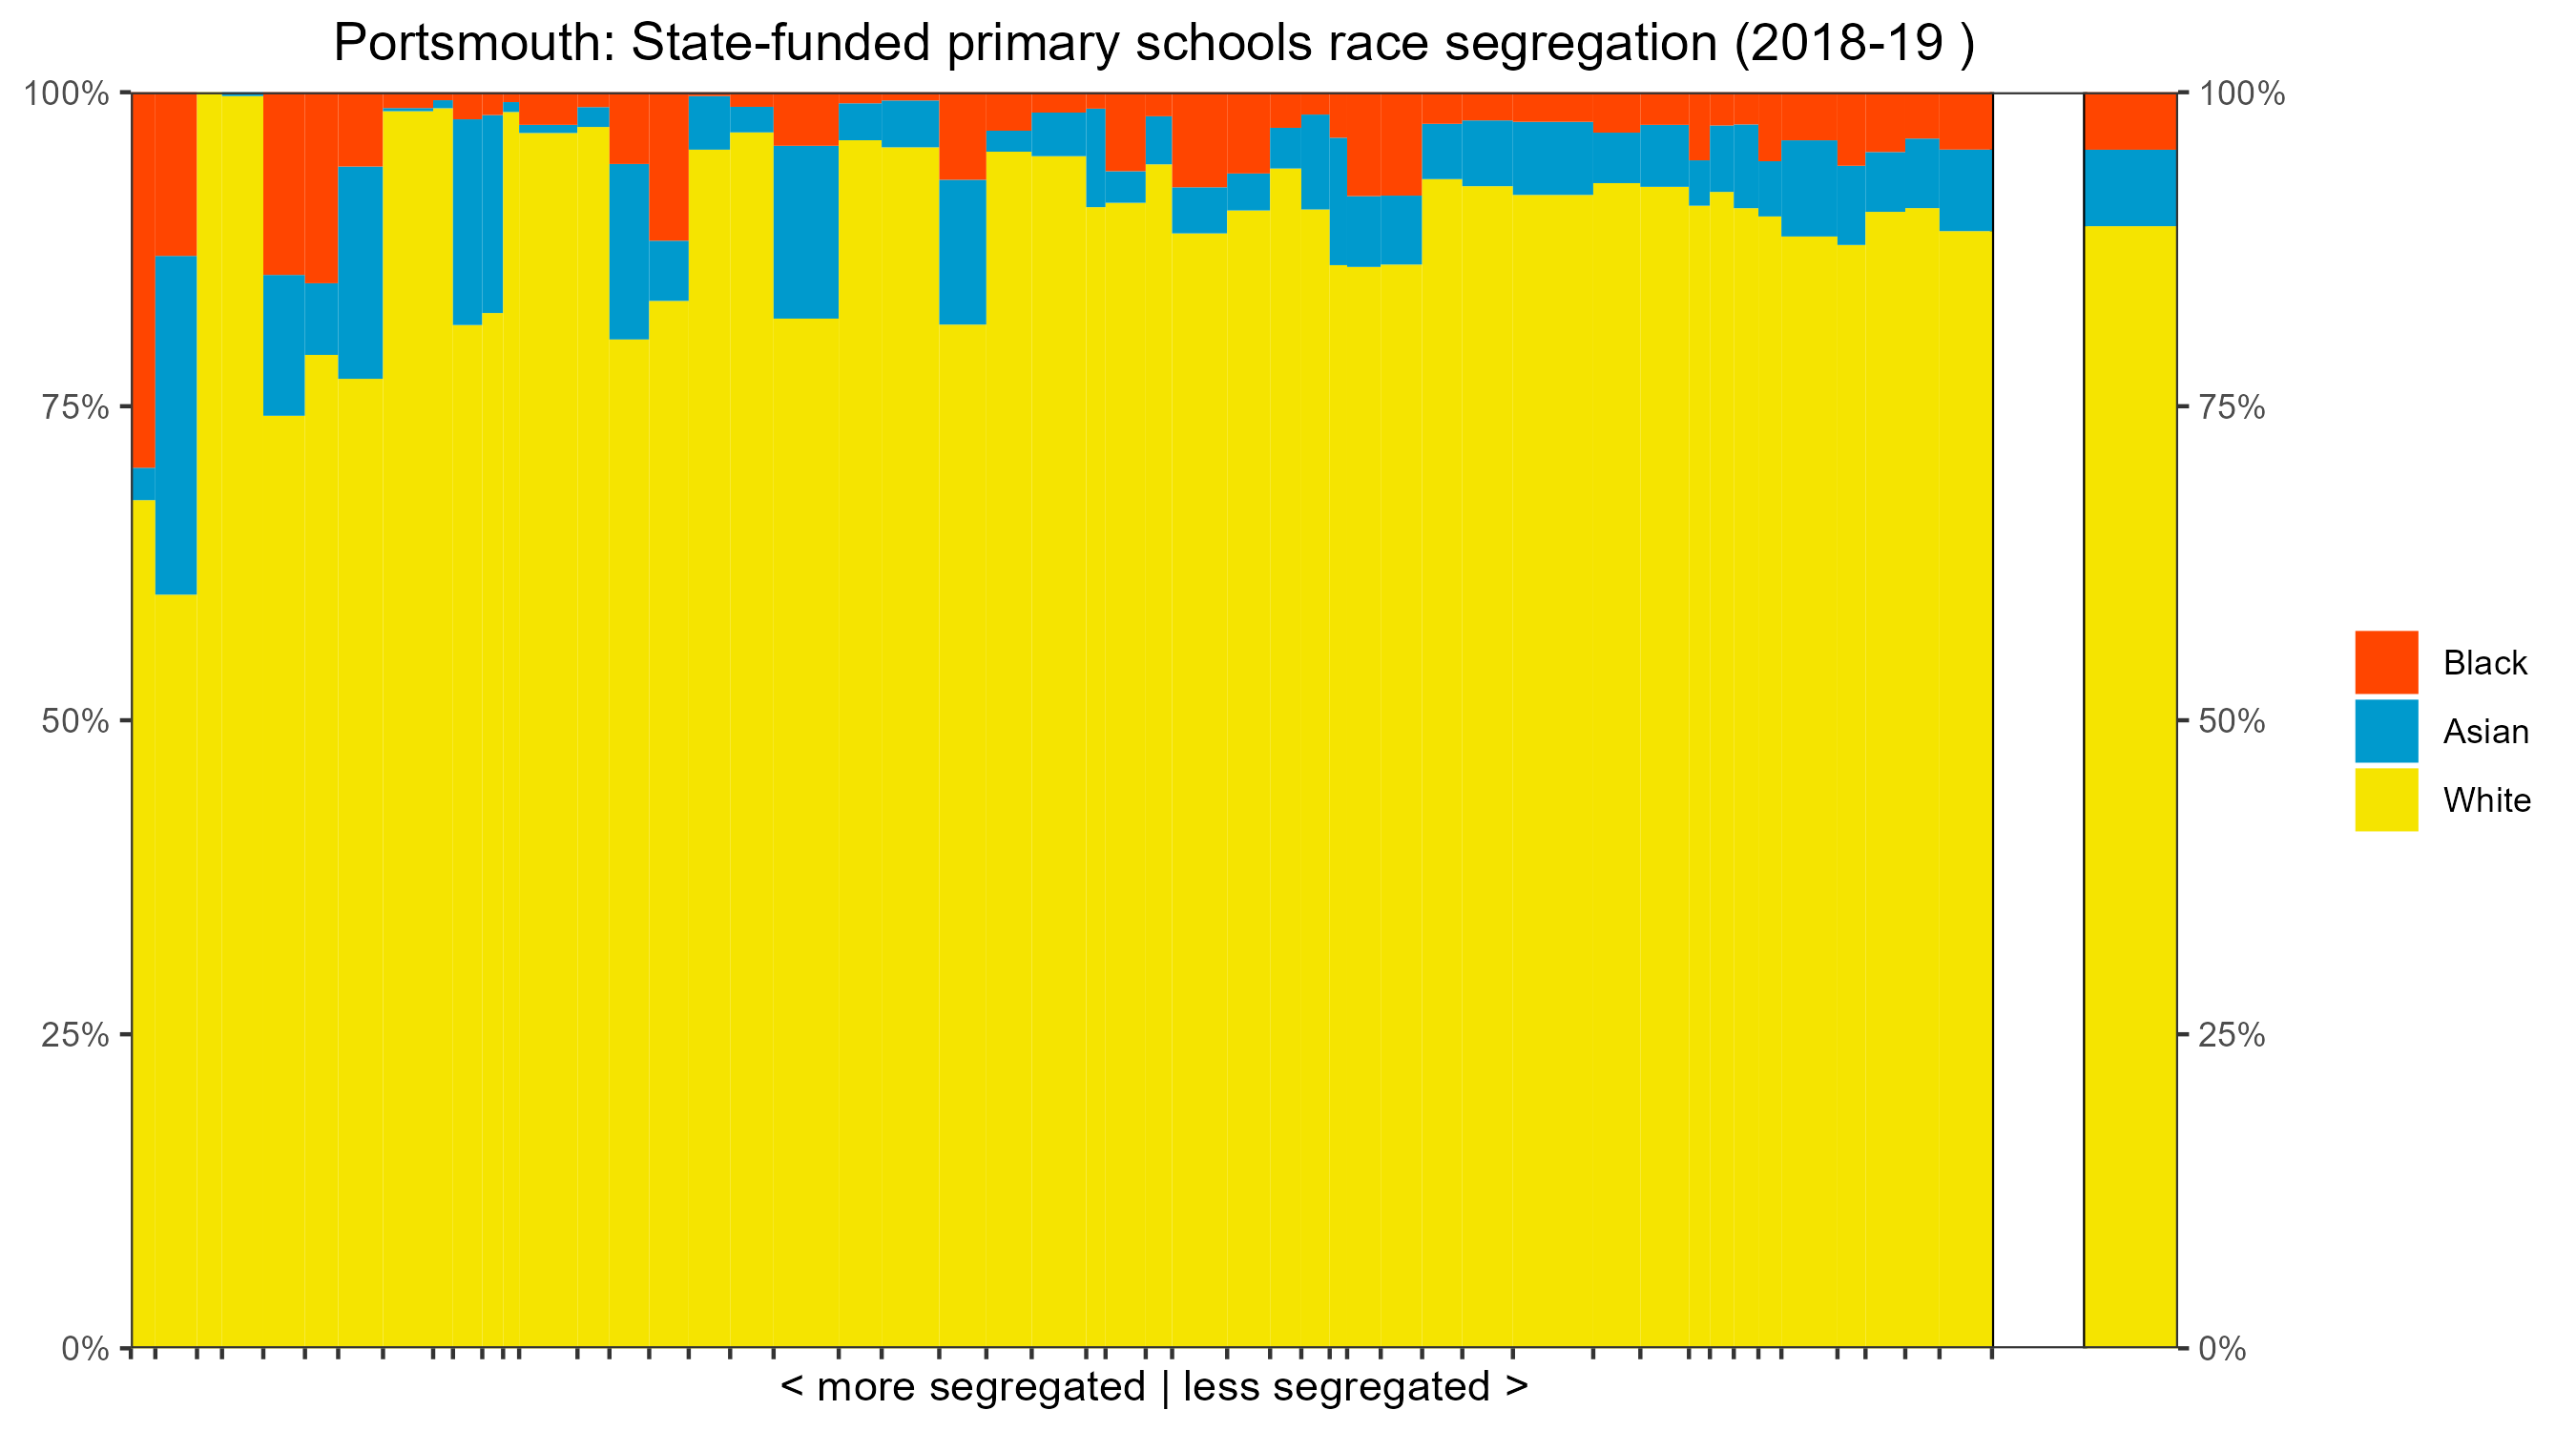 Portsmouth: State-funded primary schools race segregation (2018-19 )
100%
75%
50%
25%
0%
100%
75%
50%
25%
0%
Black
Asian
White
< more segregated | less segregated >